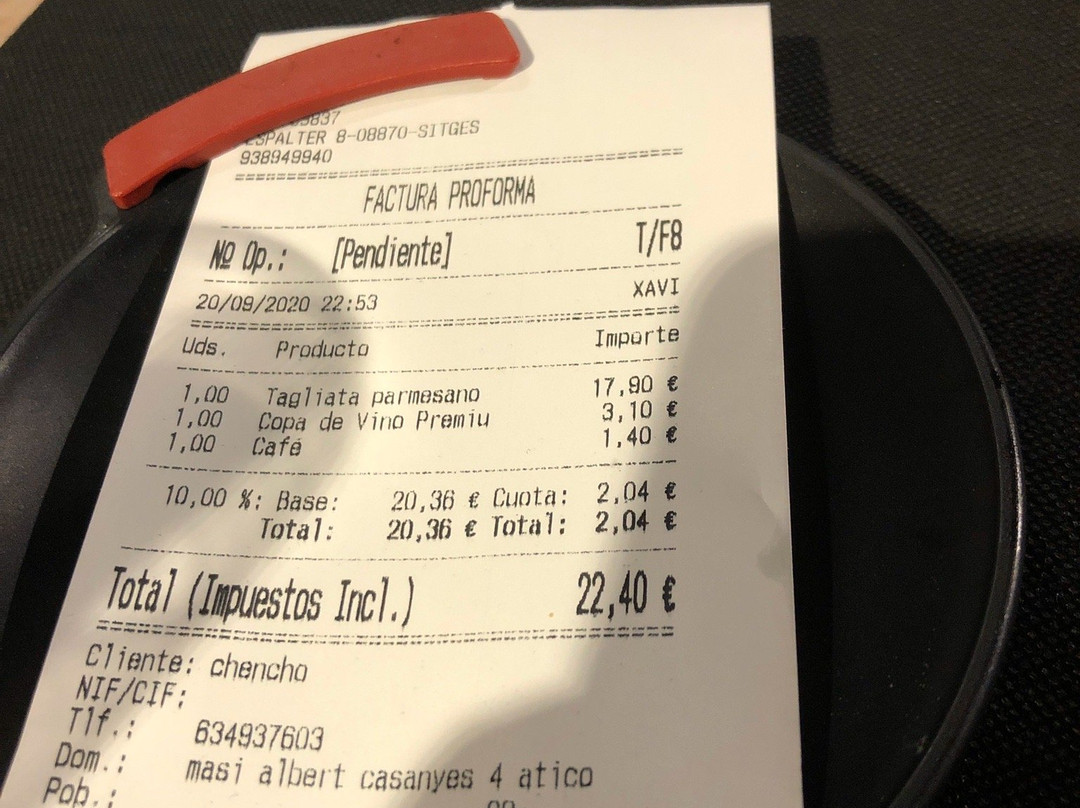 ESPALTER 8-08870-SITGES
938949940
FACTURA PROFORMA
Nº Op.: [Pendiente] T/F8
20/09/2020 22:53 XAVI
Uds. Producto Importe
1,00 Tagliata parmesano 17,90 €
1,00 Copa de Vino Premiu 3,10 €
1,00 Café 1,40 €
10,00 %: Base: 20,36 € Cuota: 2,04 €
Total: 20,36 € Total: 2,04 €
Total (Impuestos Incl.) 22,40 €
Cliente: chencho
NIF/CIF:
Tlf.: 634937603
Dom.: masi albert casanyes 4 atico
Pob.: